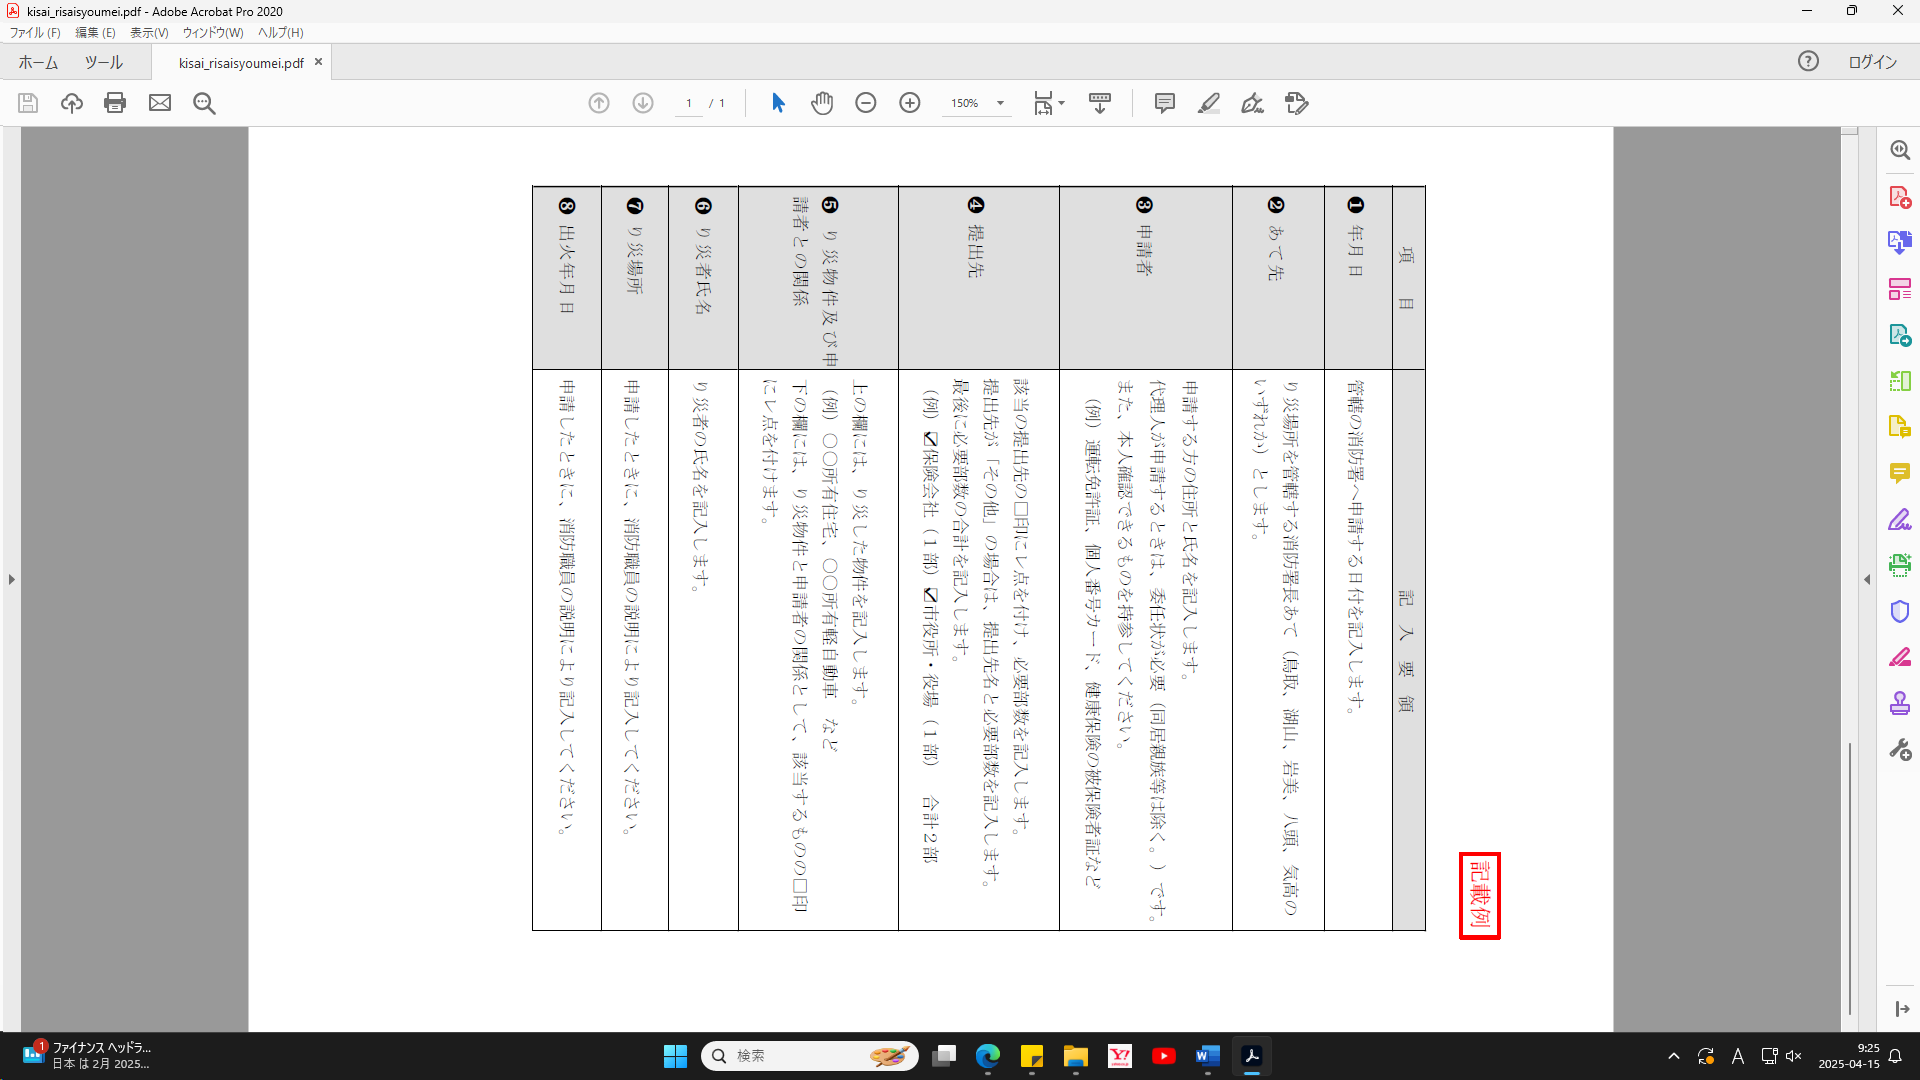 kisai_risaisyoumei.pdf - Adobe Acrobat Pro 2020
ファイル(F) 編集(E) 表示(V) ウィンドウ(W) ヘルプ(H)
ホーム ツール kisai_risaisyoumei.pdf × ログイン
1 / 1 150%
記載例
項　目 記　入　要　領
❶ 年月日
管轄の消防署へ申請する日付を記入します。
❷ あて先
り災場所を管轄する消防署長あて（鳥取、湖山、岩美、八頭、気高の
いずれか）とします。
❸ 申請者
申請する方の住所と氏名を記入します。
代理人が申請するときは、委任状が必要（同居親族等は除く。）です。
また、本人確認できるものを持参してください。
（例）運転免許証、個人番号カード、健康保険の被保険者証など
❹ 提出先
該当の提出先の□印にレ点を付け、必要部数を記入します。
提出先が「その他」の場合は、提出先名と必要部数を記入します。
最後に必要部数の合計を記入します。
（例）☑保険会社（１部）☑市役所・役場（１部）　合計２部
❺ り災物件及び申
請者との関係
上の欄には、り災した物件を記入します。
（例）〇〇所有住宅、〇〇所有軽自動車　など
下の欄には、り災物件と申請者の関係として、該当するものの□印
にレ点を付けます。
❻ り災者氏名
り災者の氏名を記入します。
❼ り災場所
申請したときに、消防職員の説明により記入してください。
❽ 出火年月日
申請したときに、消防職員の説明により記入してください。
1
ファイナンス ヘッドラ...
日本 は 2月 2025...
検索
Y!
W
A
9:25
2025-04-15